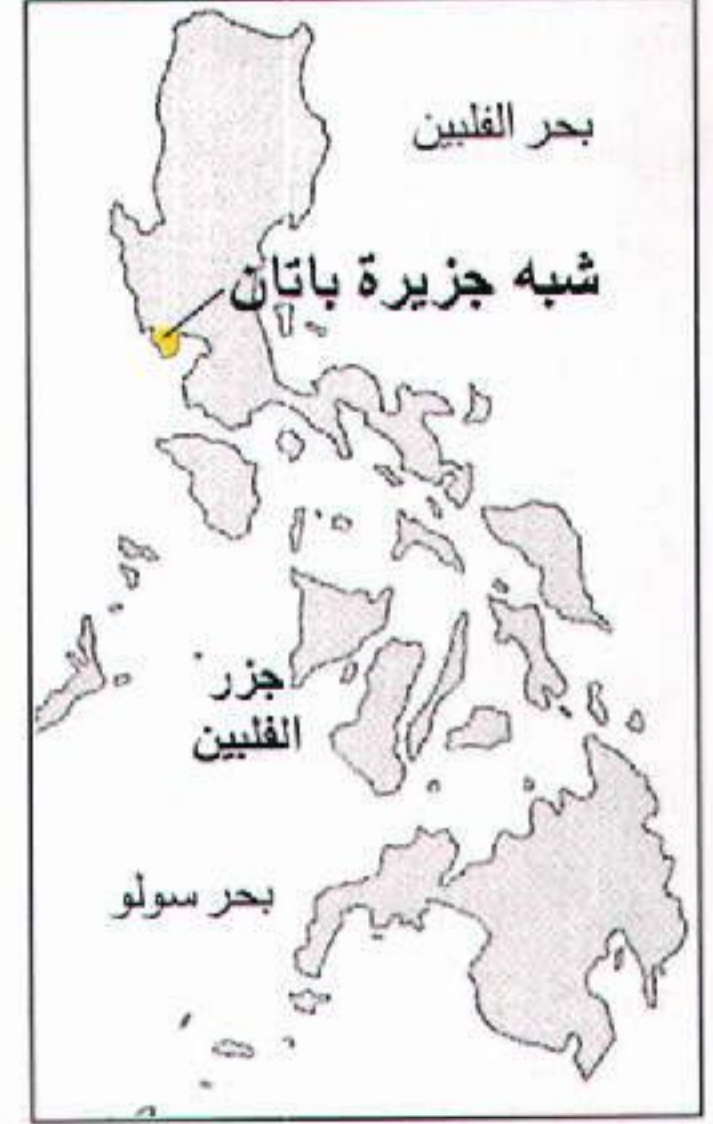 بحر الفلبين
شبه جزيرة باتان
جزر
الفلبين
بحر سولو